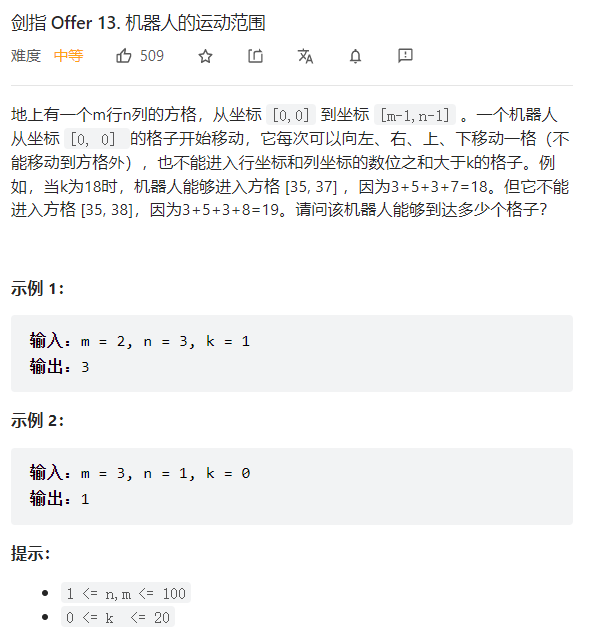 剑指 Offer 13. 机器人的运动范围
难度 中等 509
地上有一个m行n列的方格，从坐标 [0,0] 到坐标 [m-1,n-1] 。一个机器人
从坐标 [0, 0] 的格子开始移动，它每次可以向左、右、上、下移动一格（不
能移动到方格外），也不能进入行坐标和列坐标的数位之和大于k的格子。例
如，当k为18时，机器人能够进入方格 [35, 37] ，因为3+5+3+7=18。但它不能
进入方格 [35, 38]，因为3+5+3+8=19。请问该机器人能够到达多少个格子？
示例 1：
输入：m = 2, n = 3, k = 1
输出：3
示例 2：
输入：m = 3, n = 1, k = 0
输出：1
提示：
1 <= n,m <= 100
0 <= k <= 20